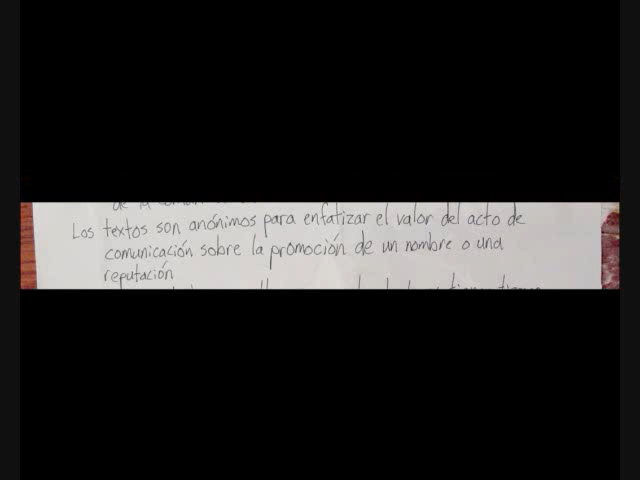 Los textos son anónimos para enfatizar el valor del acto de
comunicación sobre la promoción de un nombre o una
reputación